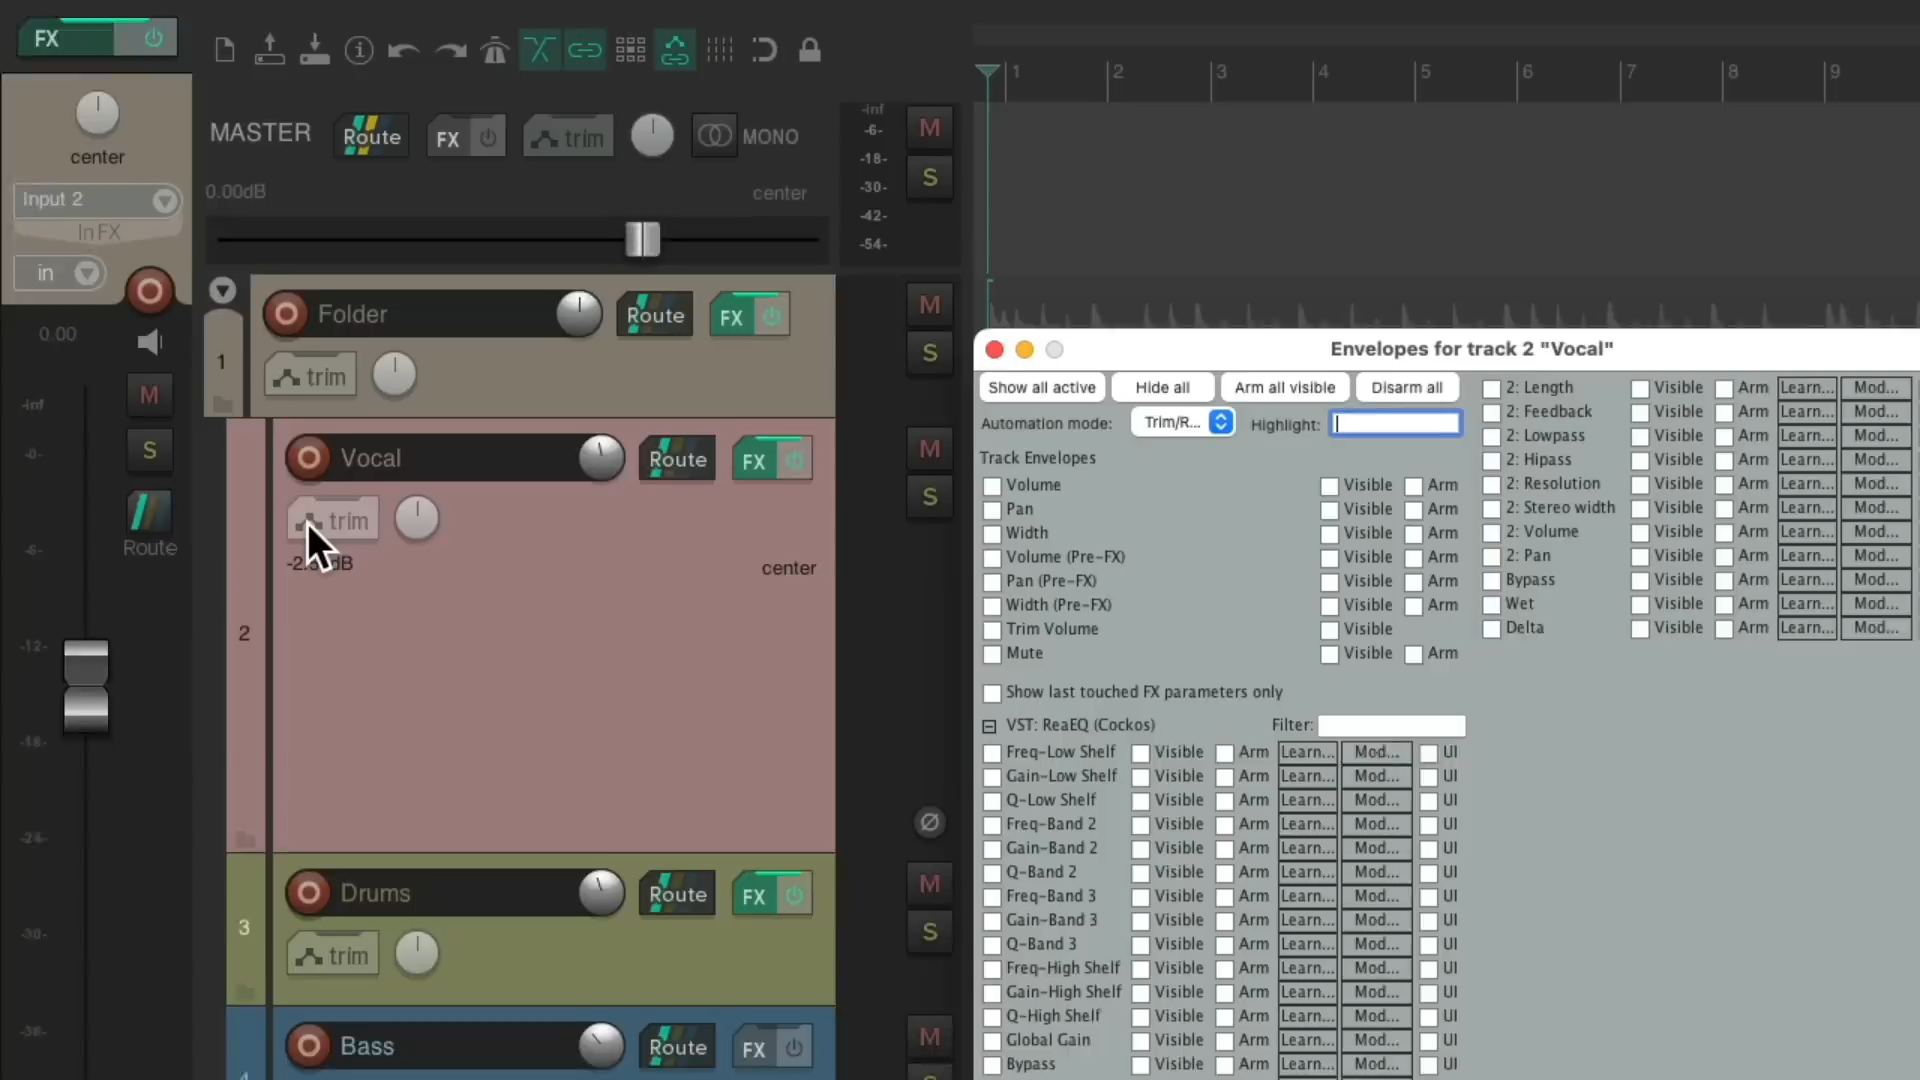 FX
center
Input 2
In FX
in
0.00
-inf
-0-
-6-
-12-
-18-
-24-
-30-
-36-
M
S
Route
MASTER
Route
FX
trim
MONO
0.00dB
center
-inf
-6-
-18-
-30-
-42-
-54-
M
S
1
2
3
4
5
6
7
8
9
1
Folder
Route
FX
trim
M
S
2
Vocal
Route
FX
trim
center
M
S
3
Drums
Route
FX
trim
M
S
4
Bass
Route
FX
M
S
Envelopes for track 2 "Vocal"
Show all active Hide all Arm all visible Disarm all
Automation mode: Trim/R... Highlight:
Track Envelopes
Volume Visible Arm
Pan Visible Arm
Width Visible Arm
Volume (Pre-FX) Visible Arm
Pan (Pre-FX) Visible Arm
Width (Pre-FX) Visible Arm
Trim Volume Visible
Mute Visible Arm
Show last touched FX parameters only
VST: ReaEQ (Cockos) Filter:
Freq-Low Shelf Visible Arm Learn... Mod... UI
Gain-Low Shelf Visible Arm Learn... Mod... UI
Q-Low Shelf Visible Arm Learn... Mod... UI
Freq-Band 2 Visible Arm Learn... Mod... UI
Gain-Band 2 Visible Arm Learn... Mod... UI
Q-Band 2 Visible Arm Learn... Mod... UI
Freq-Band 3 Visible Arm Learn... Mod... UI
Gain-Band 3 Visible Arm Learn... Mod... UI
Q-Band 3 Visible Arm Learn... Mod... UI
Freq-High Shelf Visible Arm Learn... Mod... UI
Gain-High Shelf Visible Arm Learn... Mod... UI
Q-High Shelf Visible Arm Learn... Mod... UI
Global Gain Visible Arm Learn... Mod... UI
Bypass Visible Arm Learn... Mod... UI
2: Length Visible Arm Learn... Mod...
2: Feedback Visible Arm Learn... Mod...
2: Lowpass Visible Arm Learn... Mod...
2: Hipass Visible Arm Learn... Mod...
2: Resolution Visible Arm Learn... Mod...
2: Stereo width Visible Arm Learn... Mod...
2: Volume Visible Arm Learn... Mod...
2: Pan Visible Arm Learn... Mod...
Bypass Visible Arm Learn... Mod...
Wet Visible Arm Learn... Mod...
Delta Visible Arm Learn... Mod...